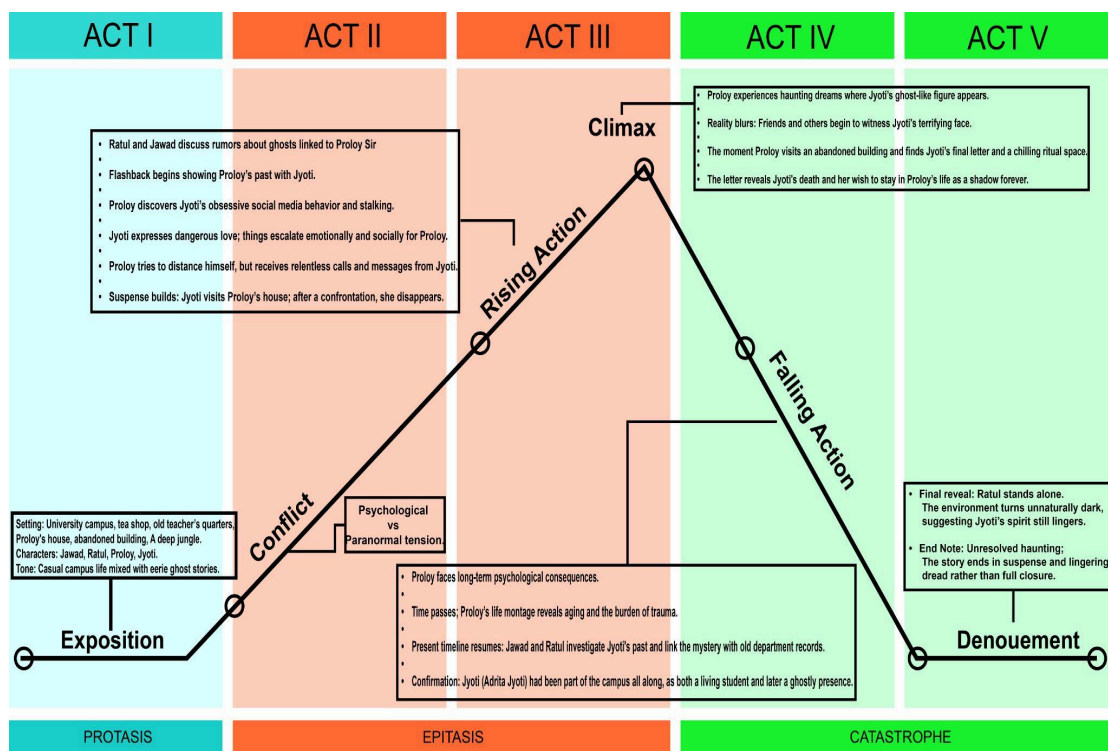 ACT I
ACT II
ACT III
ACT IV
ACT V
• Proloy experiences haunting dreams where Jyoti's ghost-like figure appears.
•
• Reality blurs: Friends and others begin to witness Jyoti's terrifying face.
•
• The moment Proloy visits an abandoned building and finds Jyoti's final letter and a chilling ritual space.
•
• The letter reveals Jyoti's death and her wish to stay in Proloy's life as a shadow forever.
Climax
• Ratul and Jawad discuss rumors about ghosts linked to Proloy Sir
•
• Flashback begins showing Proloy's past with Jyoti.
•
• Proloy discovers Jyoti's obsessive social media behavior and stalking.
•
• Jyoti expresses dangerous love; things escalate emotionally and socially for Proloy.
•
• Proloy tries to distance himself, but receives relentless calls and messages from Jyoti.
•
• Suspense builds: Jyoti visits Proloy's house; after a confrontation, she disappears.
Rising Action
Falling Action
Conflict
Psychological
vs
Paranormal tension.
Setting: University campus, tea shop, old teacher's quarters,
Proloy's house, abandoned building, A deep jungle.
Characters: Jawad, Ratul, Proloy, Jyoti.
Tone: Casual campus life mixed with eerie ghost stories.
Exposition
• Proloy faces long-term psychological consequences.
•
• Time passes; Proloy's life montage reveals aging and the burden of trauma.
•
• Present timeline resumes: Jawad and Ratul investigate Jyoti's past and link the mystery with old department records.
•
• Confirmation: Jyoti (Adrita Jyoti) had been part of the campus all along, as both a living student and later a ghostly presence.
• Final reveal: Ratul stands alone.
The environment turns unnaturally dark,
suggesting Jyoti's spirit still lingers.
• End Note: Unresolved haunting;
The story ends in suspense and lingering
dread rather than full closure.
Denouement
PROTASIS
EPITASIS
CATASTROPHE